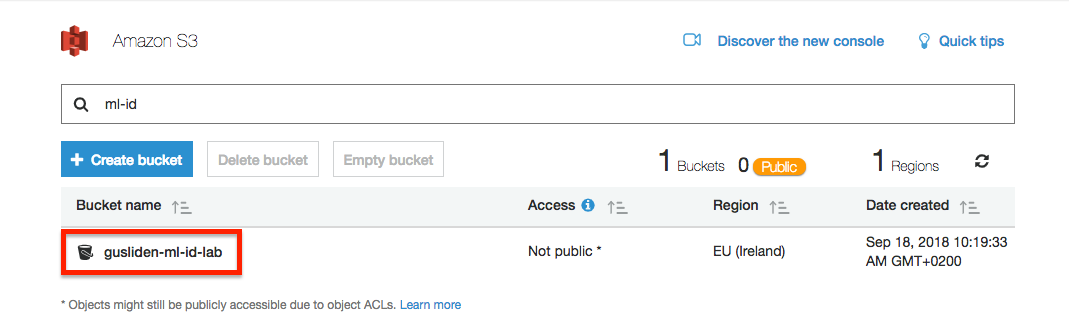 Amazon S3
Discover the new console
Quick tips
ml-id
+ Create bucket
Delete bucket
Empty bucket
1 Buckets
0 Public
1 Regions
Bucket name
Access
Region
Date created
gusliden-ml-id-lab
Not public *
EU (Ireland)
Sep 18, 2018 10:19:33
AM GMT+0200
* Objects might still be publicly accessible due to object ACLs. Learn more